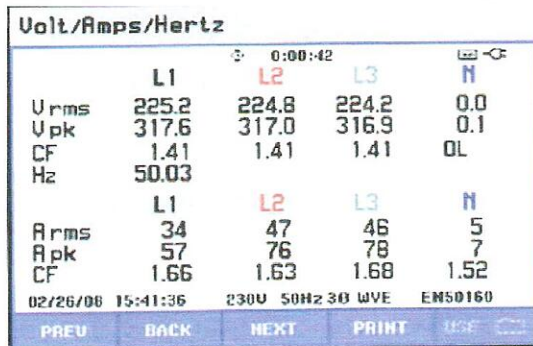 Volt/Amps/Hertz
0:00:42
L1 L2 L3 N
Vrms 225.2 224.8 224.2 0.0
Vpk 317.6 317.0 316.9 0.1
CF 1.41 1.41 1.41 OL
Hz 50.03
L1 L2 L3 N
Arms 34 47 46 5
Apk 57 76 78 7
CF 1.66 1.63 1.68 1.52
02/26/08 15:41:36 230V 50Hz 3Ø WYE EN50160
PREV BACK NEXT PRINT USE